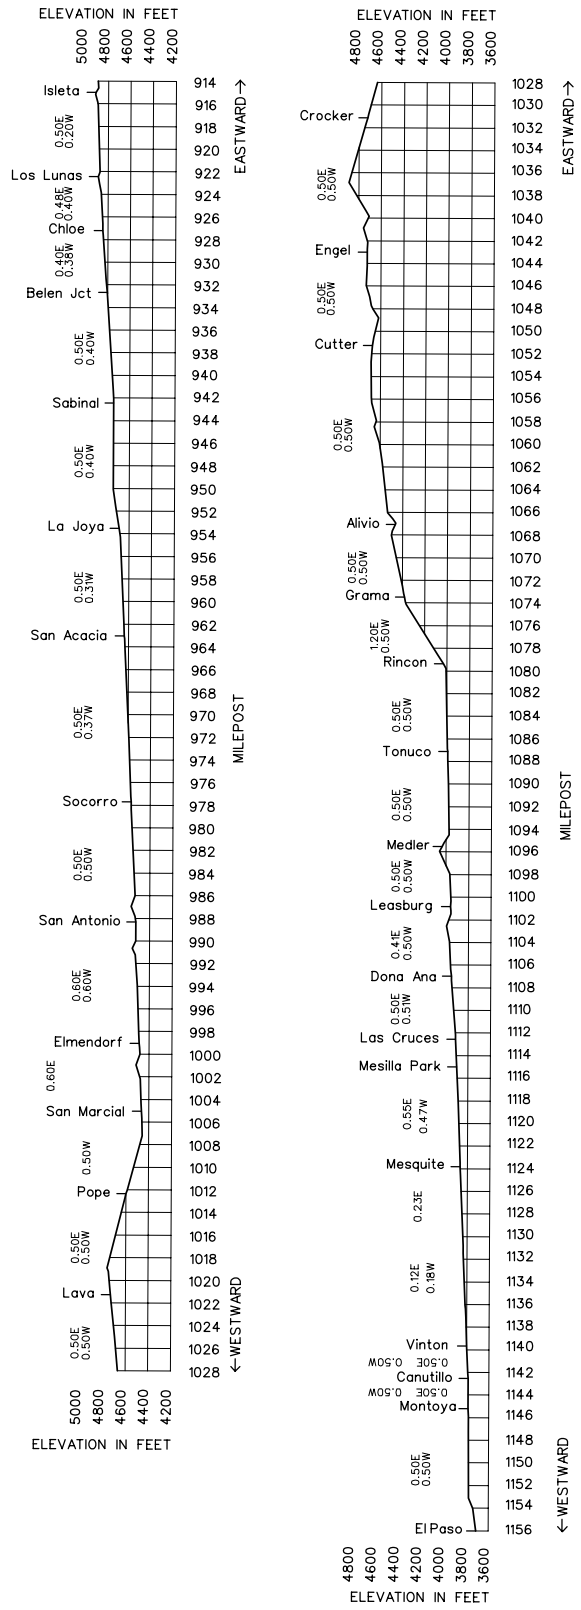 ELEVATION IN FEET
5000 4800 4600 4400 4200
914
Isleta
916
0.50E
0.20W
918
920
Los Lunas
922
0.48E
0.40W
924
926
Chloe
928
0.40E
0.38W
930
932
Belen Jct
934
936
0.50E
0.40W
938
940
942
Sabinal
944
946
0.50E
0.40W
948
950
952
La Joya
954
956
0.50E
0.31W
958
960
962
San Acacia
964
966
968
0.50E
0.37W
970
972
974
976
Socorro
978
980
0.50E
0.50W
982
984
986
San Antonio
988
990
992
0.60E
0.60W
994
996
998
Elmendorf
1000
0.60E
1002
1004
San Marcial
1006
1008
0.50W
1010
Pope
1012
1014
1016
0.50E
0.50W
1018
1020
Lava
1022
1024
0.50E
0.50W
1026
1028
EASTWARD→
MILEPOST
←WESTWARD
5000 4800 4600 4400 4200
ELEVATION IN FEET
ELEVATION IN FEET
4800 4600 4400 4200 4000 3800 3600
1028
1030
Crocker
1032
1034
1036
0.50E
0.50W
1038
1040
1042
Engel
1044
1046
0.50E
0.50W
1048
1050
Cutter
1052
1054
1056
1058
0.50E
0.50W
1060
1062
1064
1066
Alivio
1068
1070
0.50E
0.50W
1072
Grama
1074
1076
1.20E
0.50W
1078
Rincon
1080
1082
0.50E
0.50W
1084
1086
Tonuco
1088
1090
0.50E
0.50W
1092
1094
Medler
1096
0.50E
0.50W
1098
1100
Leasburg
1102
0.41E
0.50W
1104
1106
Dona Ana
1108
0.50E
0.51W
1110
1112
Las Cruces
1114
Mesilla Park
1116
1118
0.55E
0.47W
1120
1122
Mesquite
1124
1126
0.23E
1128
1130
1132
0.12E
0.18W
1134
1136
1138
Vinton
1140
0.50E
0.50W
1142
Canutillo
0.50E
0.50W
1144
Montoya
1146
1148
0.50E
0.50W
1150
1152
1154
El Paso
1156
EASTWARD→
MILEPOST
←WESTWARD
4800 4600 4400 4200 4000 3800 3600
ELEVATION IN FEET